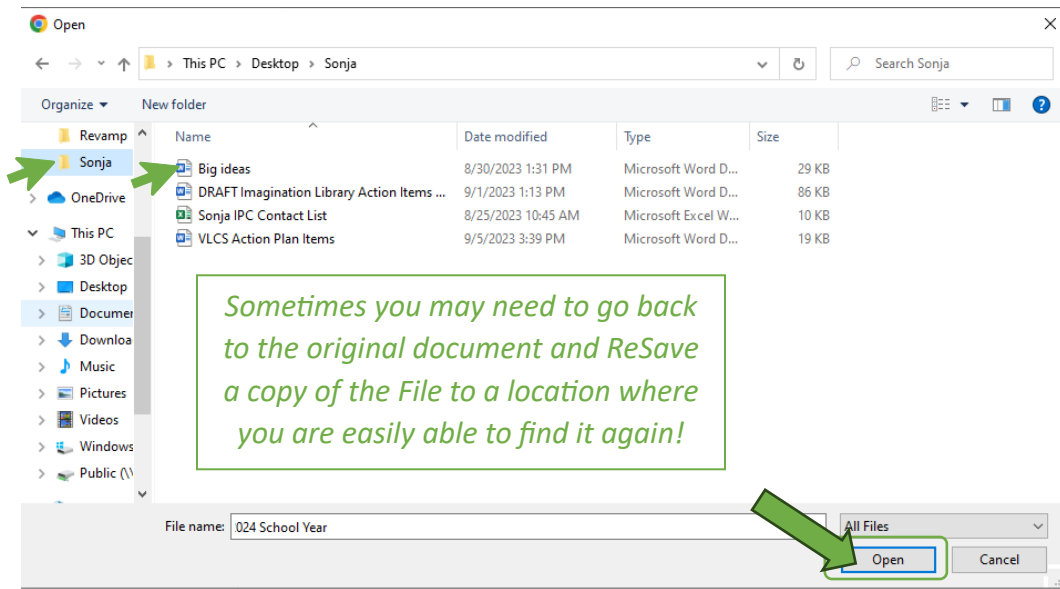 Open
This PC > Desktop > Sonja
Search Sonja
Organize
New folder
Name Date modified Type Size
Revamp
Sonja
OneDrive
This PC
3D Objec
Desktop
Documer
Downloa
Music
Pictures
Videos
Windows
Public (\\
Big ideas 8/30/2023 1:31 PM Microsoft Word D... 29 KB
DRAFT Imagination Library Action Items ... 9/1/2023 1:13 PM Microsoft Word D... 86 KB
Sonja IPC Contact List 8/25/2023 10:45 AM Microsoft Excel W... 10 KB
VLCS Action Plan Items 9/5/2023 3:39 PM Microsoft Word D... 19 KB
Sometimes you may need to go back
to the original document and ReSave
a copy of the File to a location where
you are easily able to find it again!
File name: 024 School Year
All Files
Open
Cancel